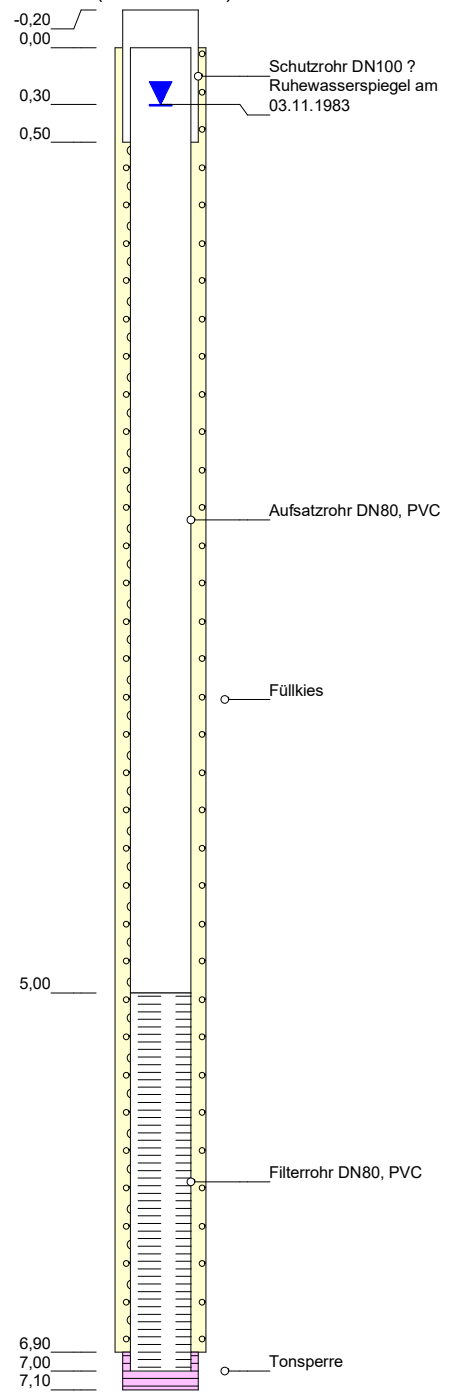 -0,20
0,00
Schutzrohr DN100 ?
Ruhewasserspiegel am
0,30
03.11.1983
0,50
Aufsatzrohr DN80, PVC
Füllkies
5,00
Filterrohr DN80, PVC
6,90
7,00
Tonsperre
7,10